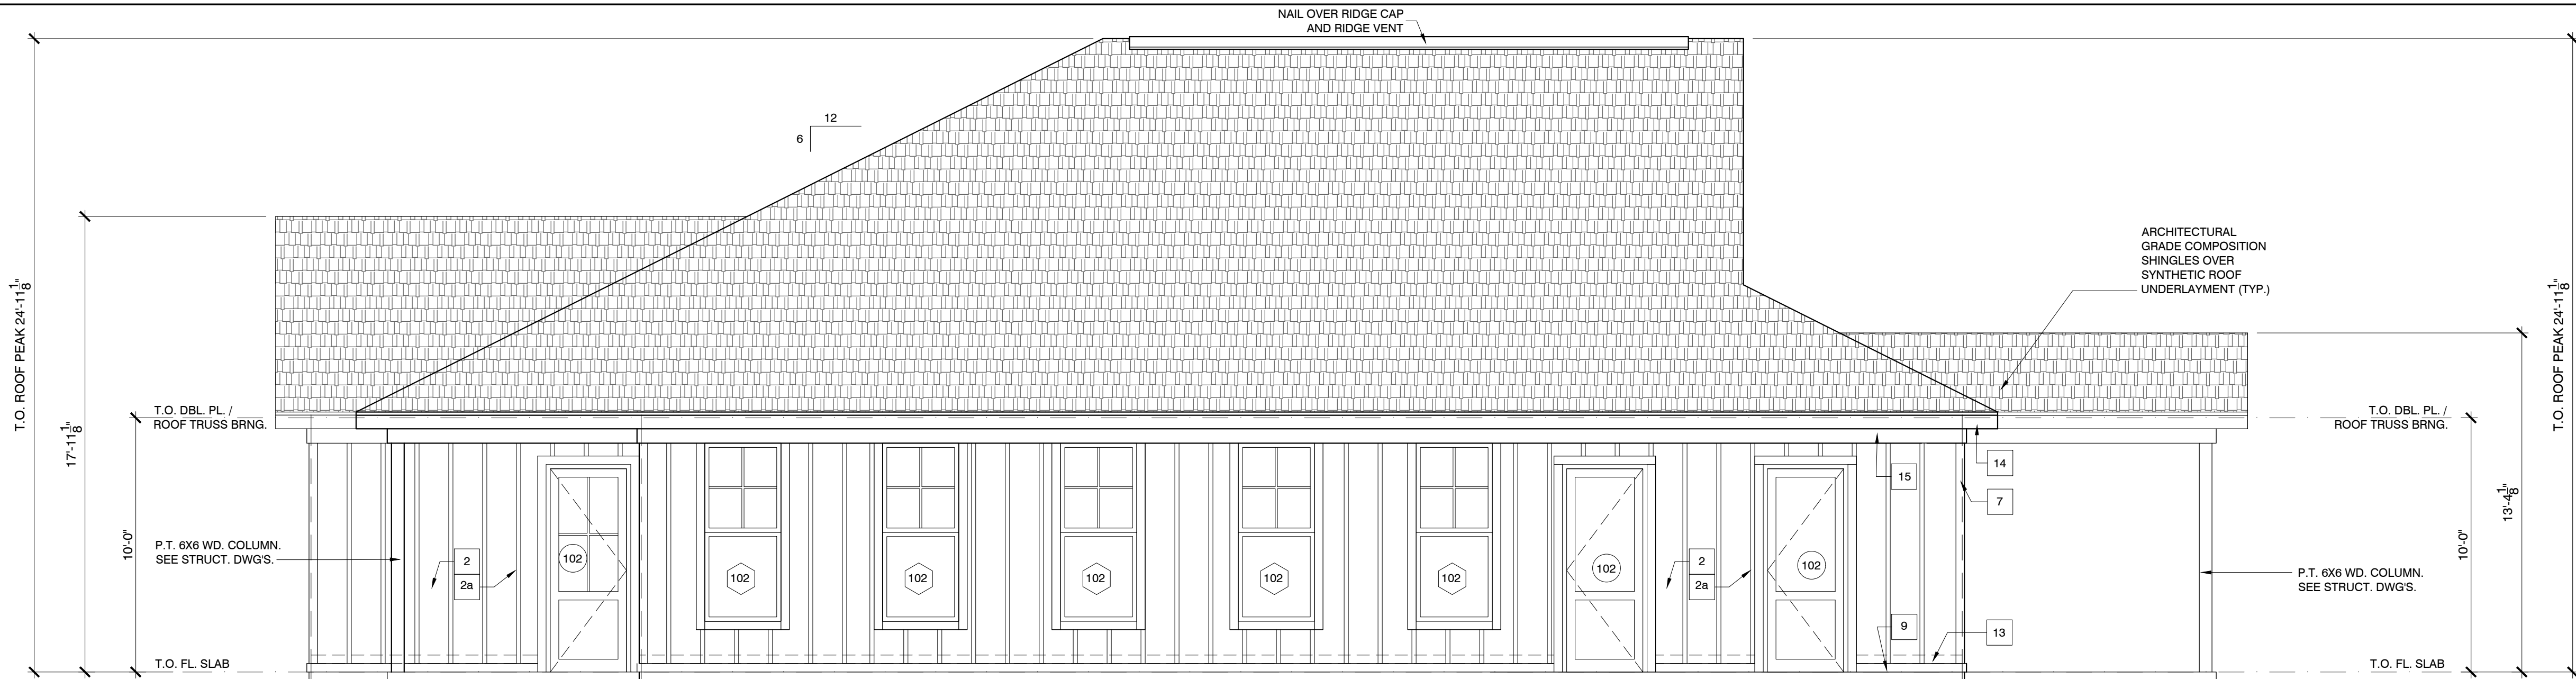 NAIL OVER RIDGE CAP
AND RIDGE VENT
12
6
ARCHITECTURAL
GRADE COMPOSITION
SHINGLES OVER
SYNTHETIC ROOF
UNDERLAYMENT (TYP.)
T.O. ROOF PEAK 24'-11 1/8"
17'-11 1/8"
10'-0"
T.O. DBL. PL. /
ROOF TRUSS BRNG.
P.T. 6X6 WD. COLUMN.
SEE STRUCT. DWG'S.
T.O. FL. SLAB
2
2a
102
102
102
102
102
102
102
2
2a
102
15
14
7
9
13
T.O. DBL. PL. /
ROOF TRUSS BRNG.
P.T. 6X6 WD. COLUMN.
SEE STRUCT. DWG'S.
T.O. FL. SLAB
10'-0"
13'-4 1/8"
T.O. ROOF PEAK 24'-11 1/8"